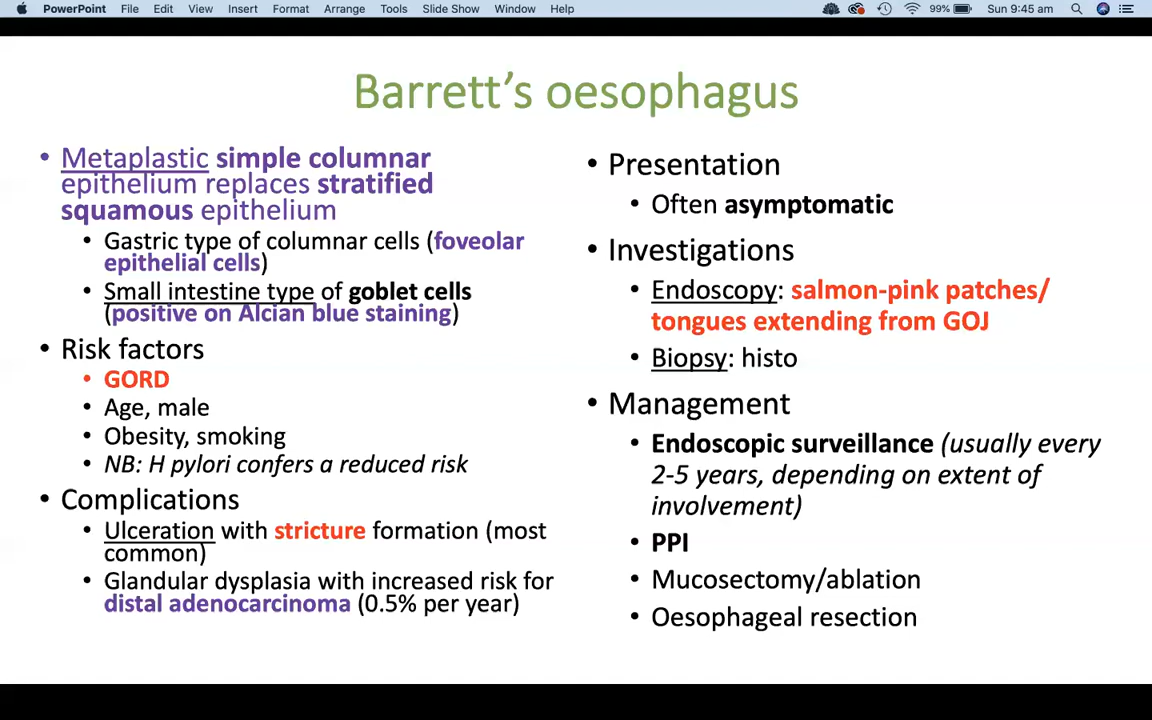 PowerPoint File Edit View Insert Format Arrange Tools Slide Show Window Help 99% Sun 9:45 am
Barrett's oesophagus
• Metaplastic simple columnar
epithelium replaces stratified
squamous epithelium
• Gastric type of columnar cells (foveolar
epithelial cells)
• Small intestine type of goblet cells
(positive on Alcian blue staining)
• Risk factors
• GORD
• Age, male
• Obesity, smoking
• NB: H pylori confers a reduced risk
• Complications
• Ulceration with stricture formation (most
common)
• Glandular dysplasia with increased risk for
distal adenocarcinoma (0.5% per year)
• Presentation
• Often asymptomatic
• Investigations
• Endoscopy: salmon-pink patches/
tongues extending from GOJ
• Biopsy: histo
• Management
• Endoscopic surveillance (usually every
2-5 years, depending on extent of
involvement)
• PPI
• Mucosectomy/ablation
• Oesophageal resection